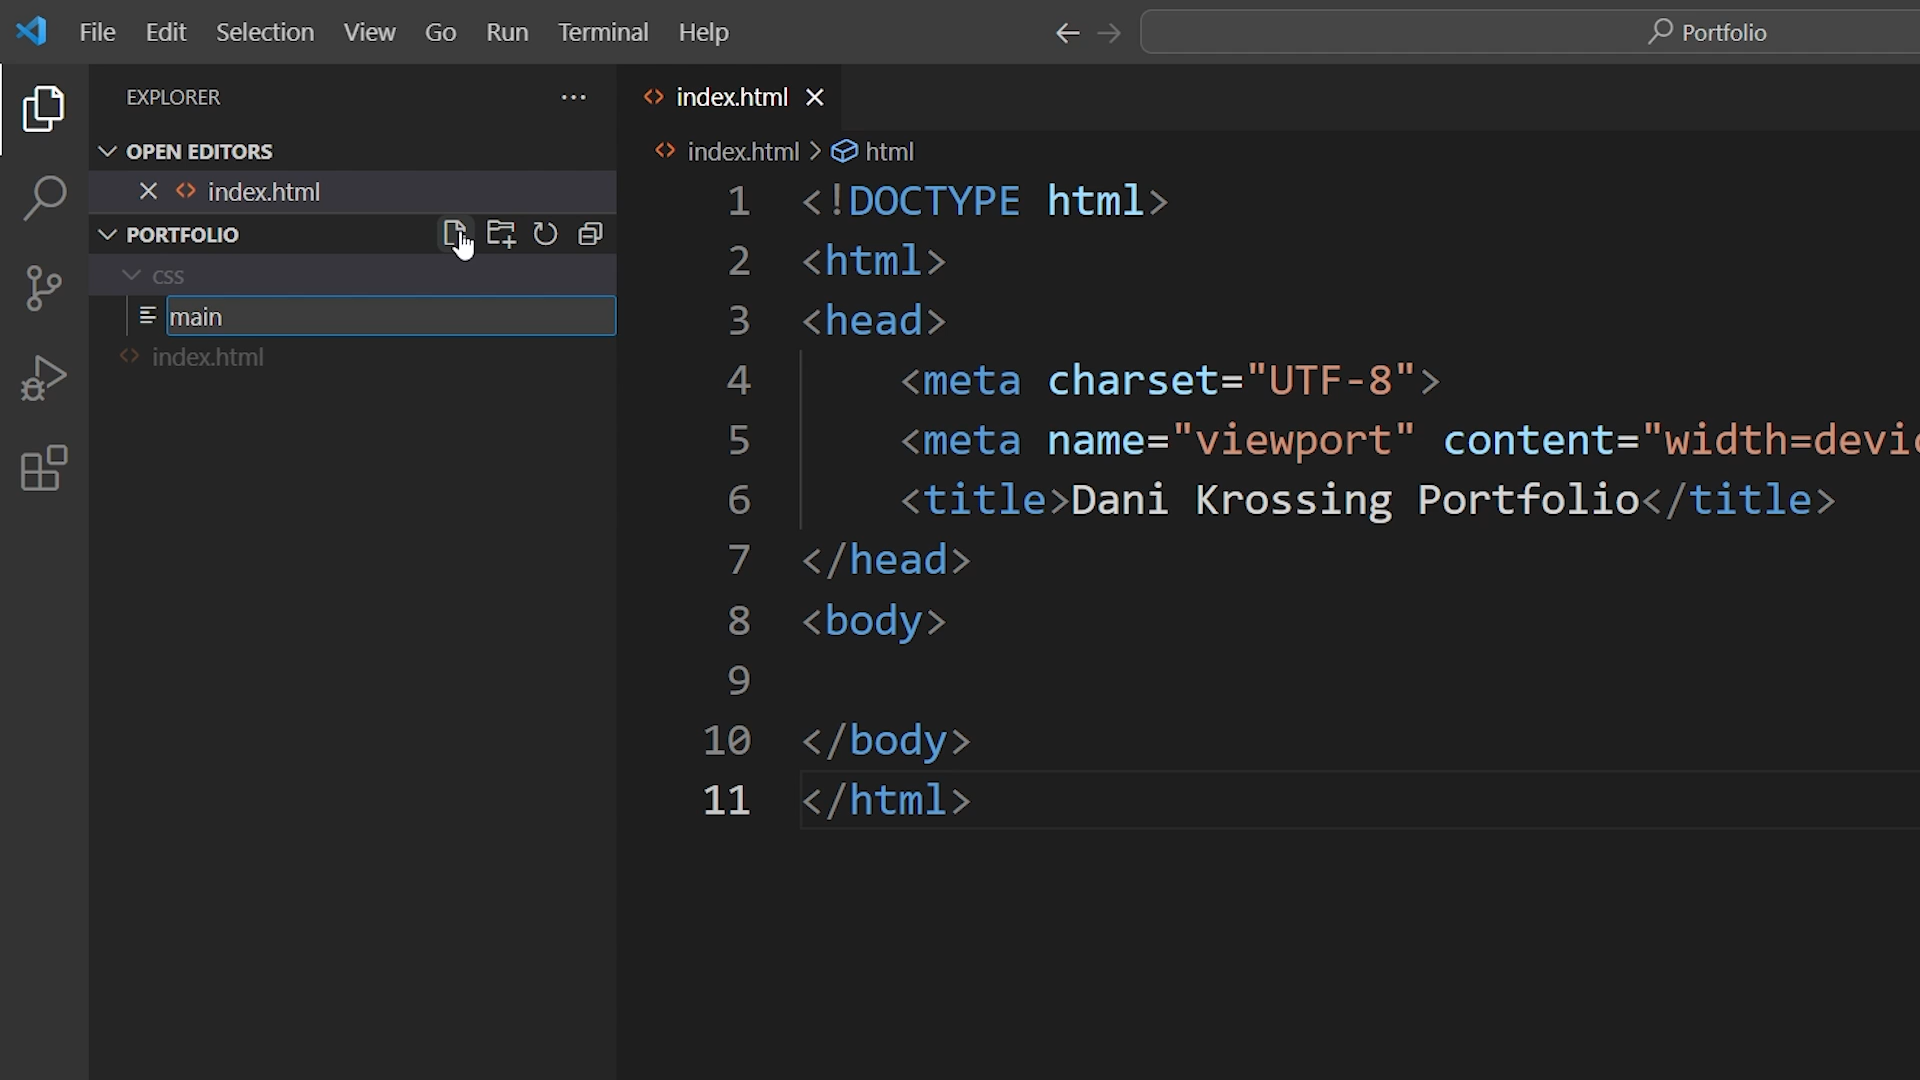 File Edit Selection View Go Run Terminal Help
Portfolio
EXPLORER
OPEN EDITORS
index.html
PORTFOLIO
css
main
index.html
index.html
index.html > html
1 <!DOCTYPE html>
2 <html>
3 <head>
4 <meta charset="UTF-8">
5 <meta name="viewport" content="width=devic
6 <title>Dani Krossing Portfolio</title>
7 </head>
8 <body>
9
10 </body>
11 </html>